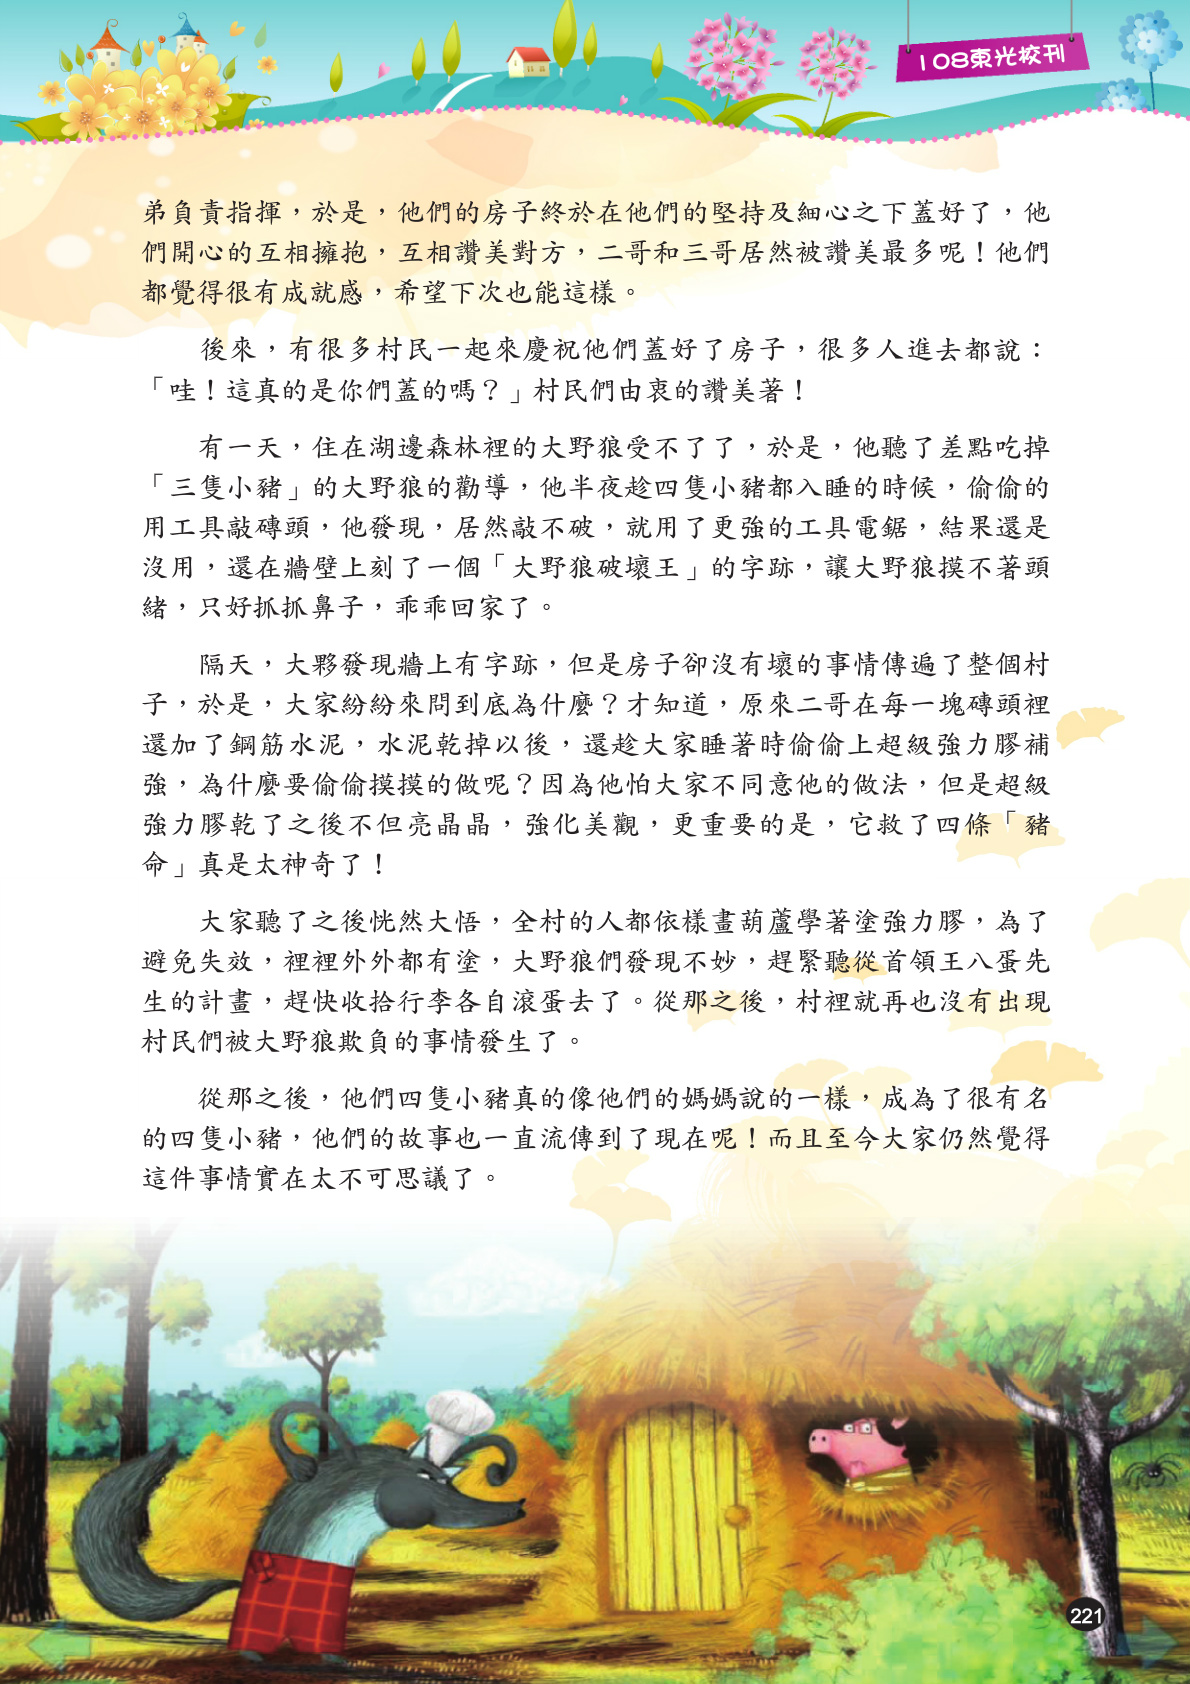 108東光校刊
弟負責指揮，於是，他們的房子終於在他們的堅持及細心之下蓋好了，他
們開心的互相擁抱，互相讚美對方，二哥和三哥居然被讚美最多呢！他們
都覺得很有成就感，希望下次也能這樣。
後來，有很多村民一起來慶祝他們蓋好了房子，很多人進去都說：
「哇！這真的是你們蓋的嗎？」村民們由衷的讚美著！
有一天，住在湖邊森林裡的大野狼受不了了，於是，他聽了差點吃掉
「三隻小豬」的大野狼的勸導，他半夜趁四隻小豬都入睡的時候，偷偷的
用工具敲磚頭，他發現，居然敲不破，就用了更強的工具電鋸，結果還是
沒用，還在牆壁上刻了一個「大野狼破壞王」的字跡，讓大野狼摸不著頭
緒，只好抓抓鼻子，乖乖回家了。
隔天，大夥發現牆上有字跡，但是房子卻沒有壞的事情傳遍了整個村
子，於是，大家紛紛來問到底為什麼？才知道，原來二哥在每一塊磚頭裡
還加了鋼筋水泥，水泥乾掉以後，還趁大家睡著時偷偷上超級強力膠補
強，為什麼要偷偷摸摸的做呢？因為他怕大家不同意他的做法，但是超級
強力膠乾了之後不但亮晶晶，強化美觀，更重要的是，它救了四條「豬
命」真是太神奇了！
大家聽了之後恍然大悟，全村的人都依樣畫葫蘆學著塗強力膠，為了
避免失效，裡裡外外都有塗，大野狼們發現不妙，趕緊聽從首領王八蛋先
生的計畫，趕快收拾行李各自滾蛋去了。從那之後，村裡就再也沒有出現
村民們被大野狼欺負的事情發生了。
從那之後，他們四隻小豬真的像他們的媽媽說的一樣，成為了很有名
的四隻小豬，他們的故事也一直流傳到了現在呢！而且至今大家仍然覺得
這件事情實在太不可思議了。
221